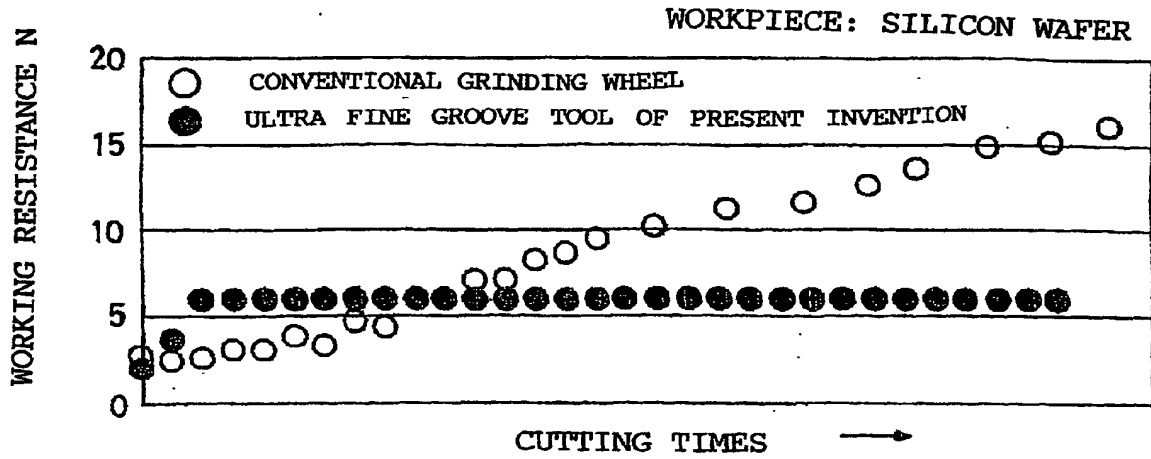 WORKPIECE: SILICON WAFER
WORKING RESISTANCE N
20
CONVENTIONAL GRINDING WHEEL
ULTRA FINE GROOVE TOOL OF PRESENT INVENTION
15
10
5
0
CUTTING TIMES